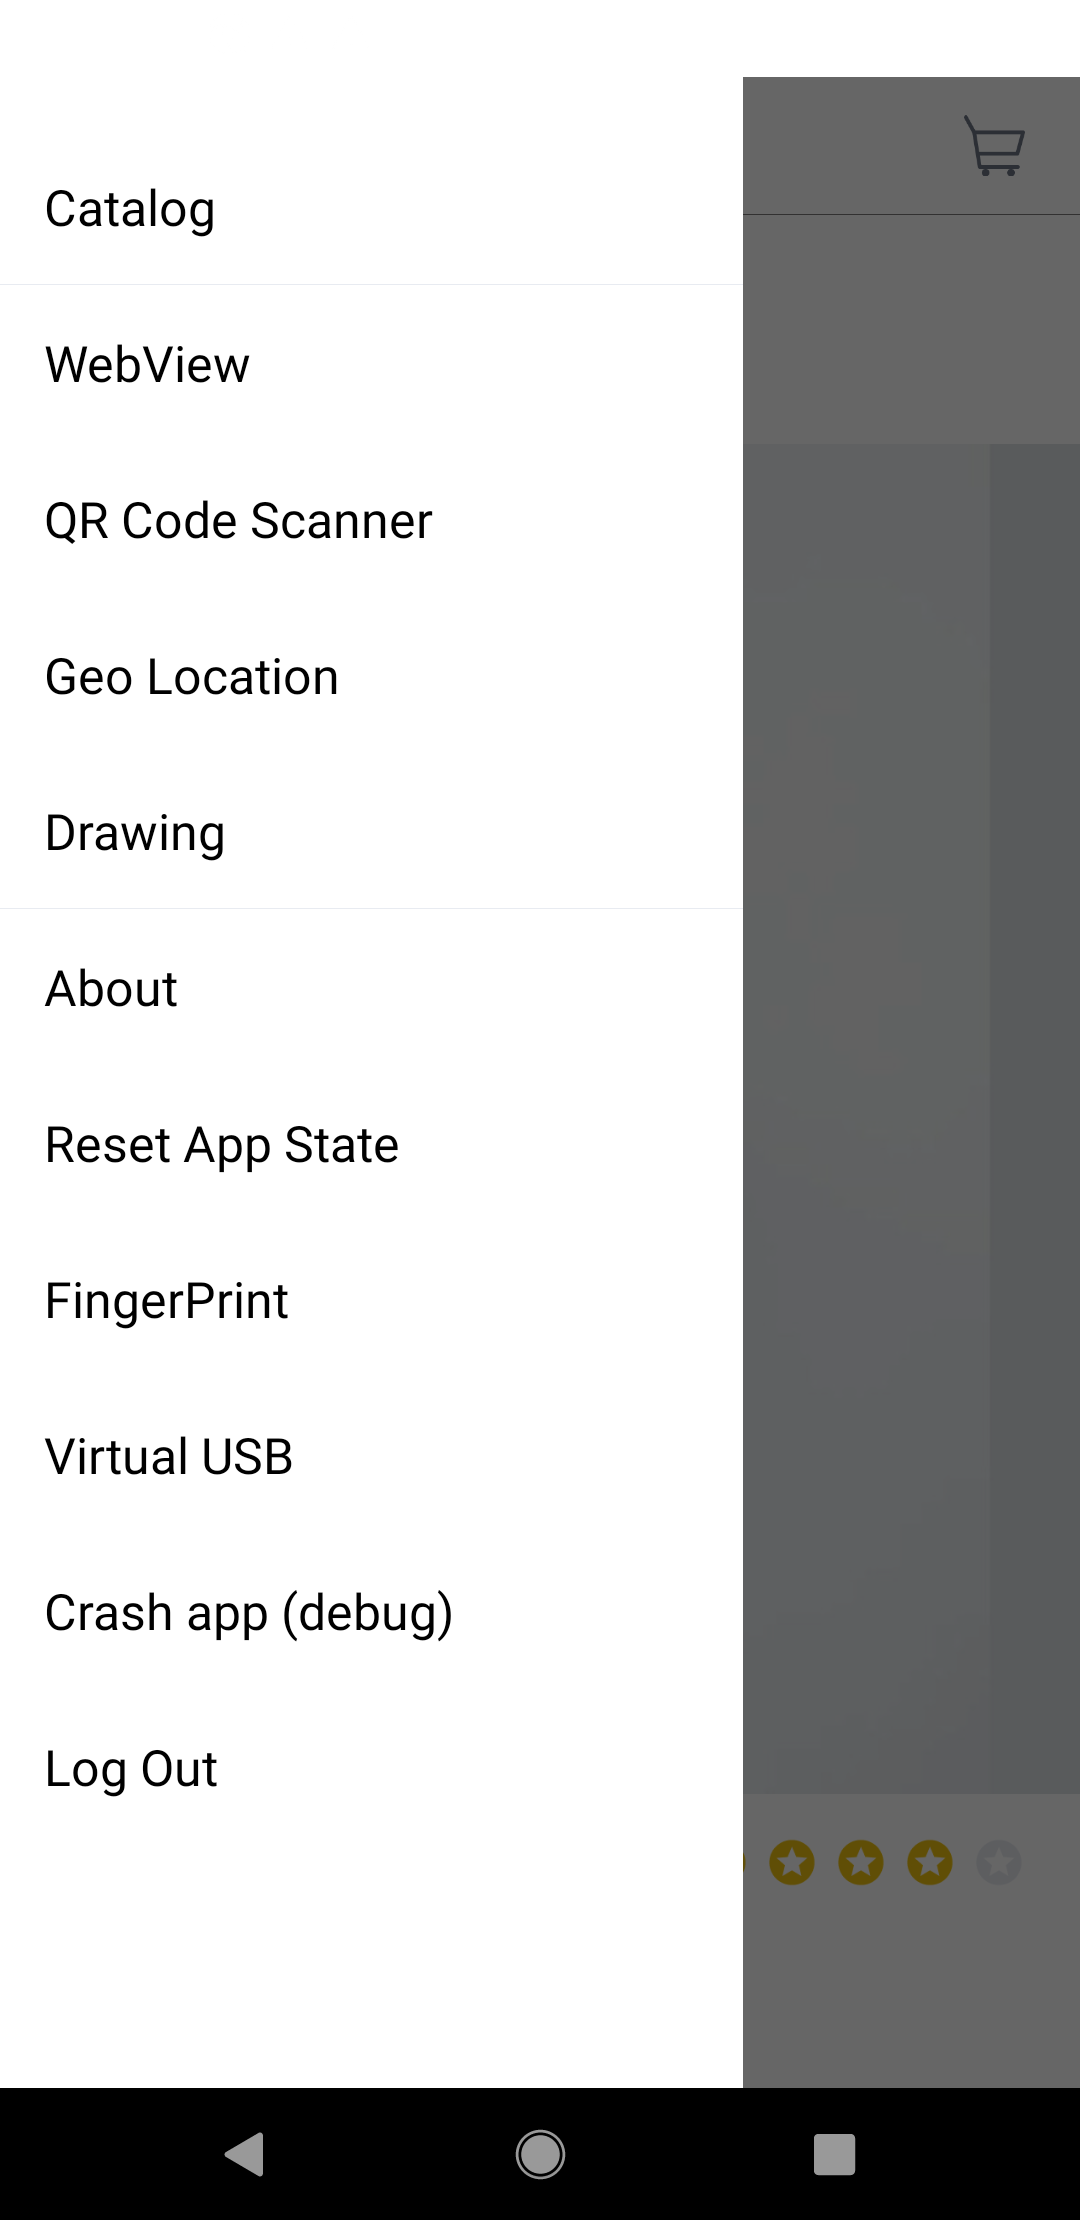 Catalog
WebView
QR Code Scanner
Geo Location
Drawing
About
Reset App State
FingerPrint
Virtual USB
Crash app (debug)
Log Out